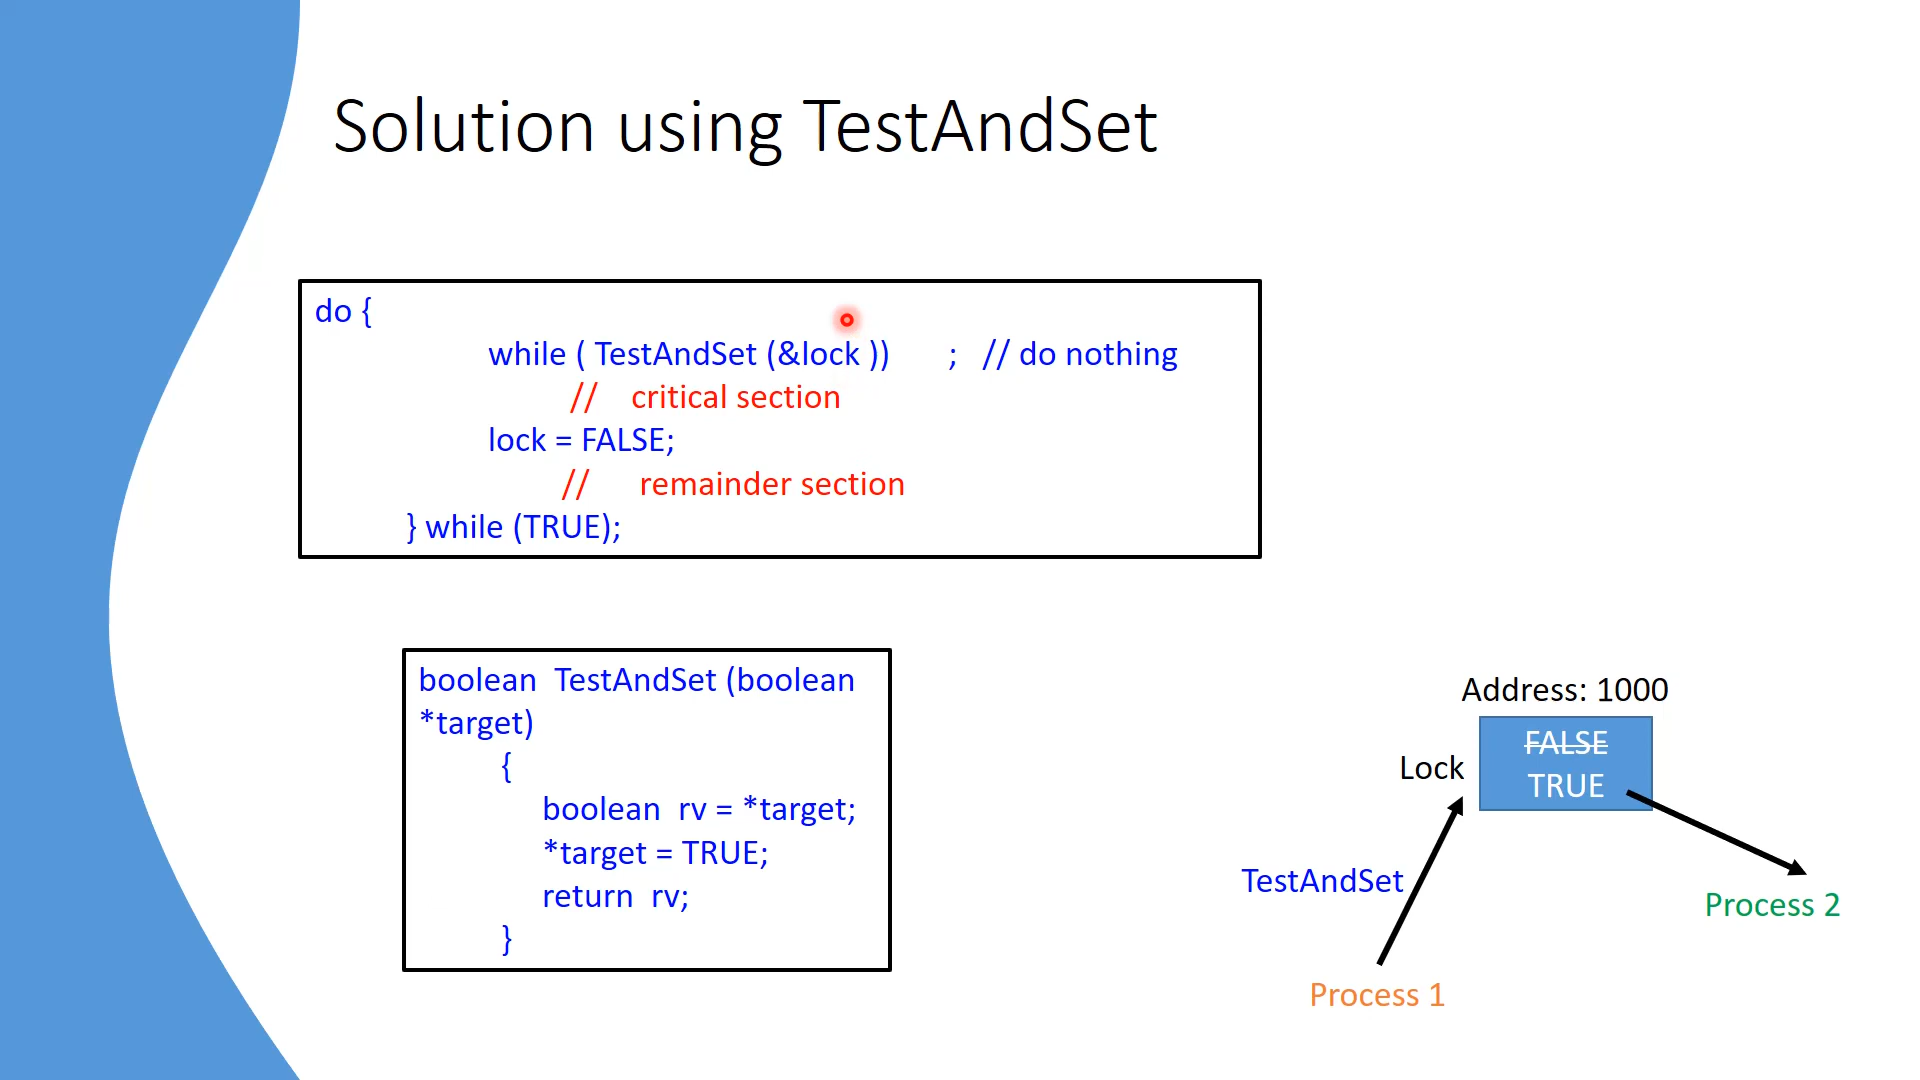 Solution using TestAndSet
do {
while ( TestAndSet (&lock )) ; // do nothing
// critical section
lock = FALSE;
// remainder section
} while (TRUE);
boolean TestAndSet (boolean
*target)
{
boolean rv = *target;
*target = TRUE;
return rv;
}
Address: 1000
FALSE
Lock
TRUE
TestAndSet
Process 2
Process 1